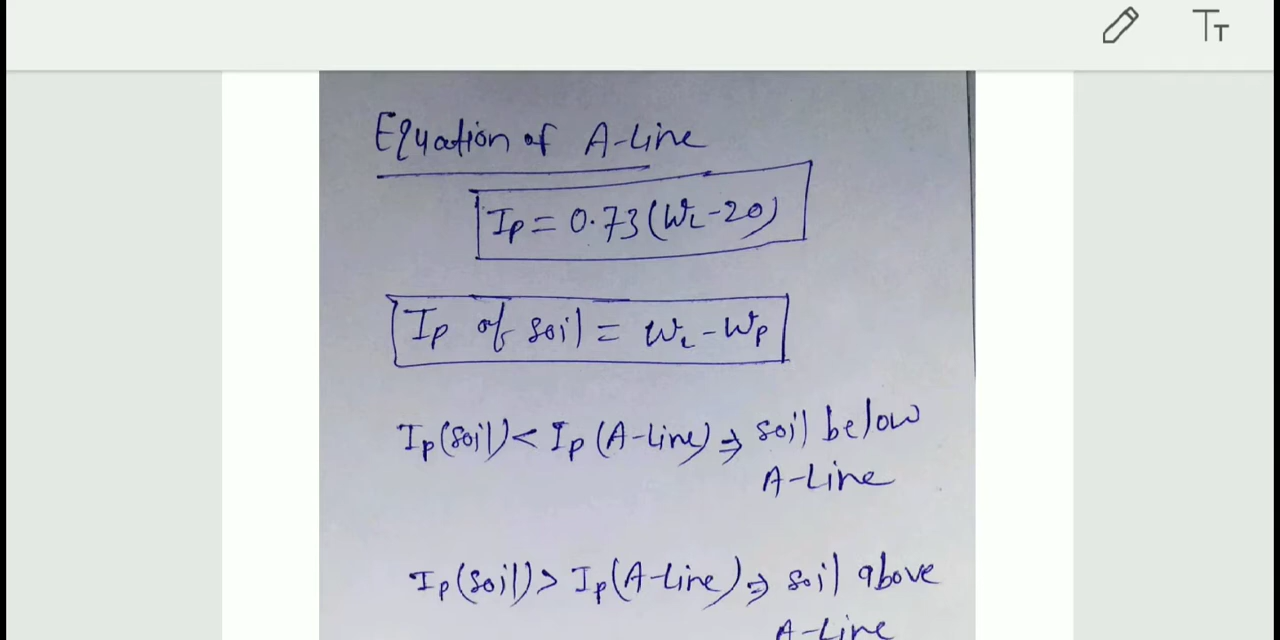 TT
Equation of A-Line
Ip = 0.73 (WL - 20)
Ip of soil = WL - Wp
Ip (soil) < Ip (A-Line) ⇒ soil below
A-Line
Ip (soil) > Ip (A-Line) ⇒ soil above
A-Line